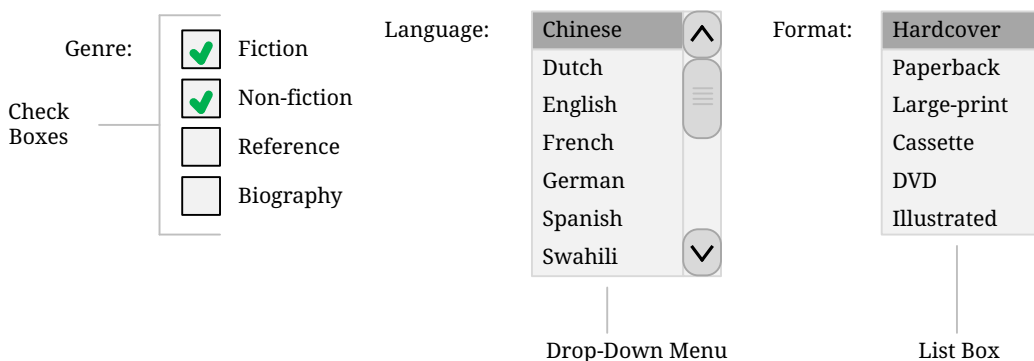 Genre:
Fiction
Non-fiction
Reference
Biography
Check
Boxes
Language:
Chinese
Dutch
English
French
German
Spanish
Swahili
Drop-Down Menu
Format:
Hardcover
Paperback
Large-print
Cassette
DVD
Illustrated
List Box